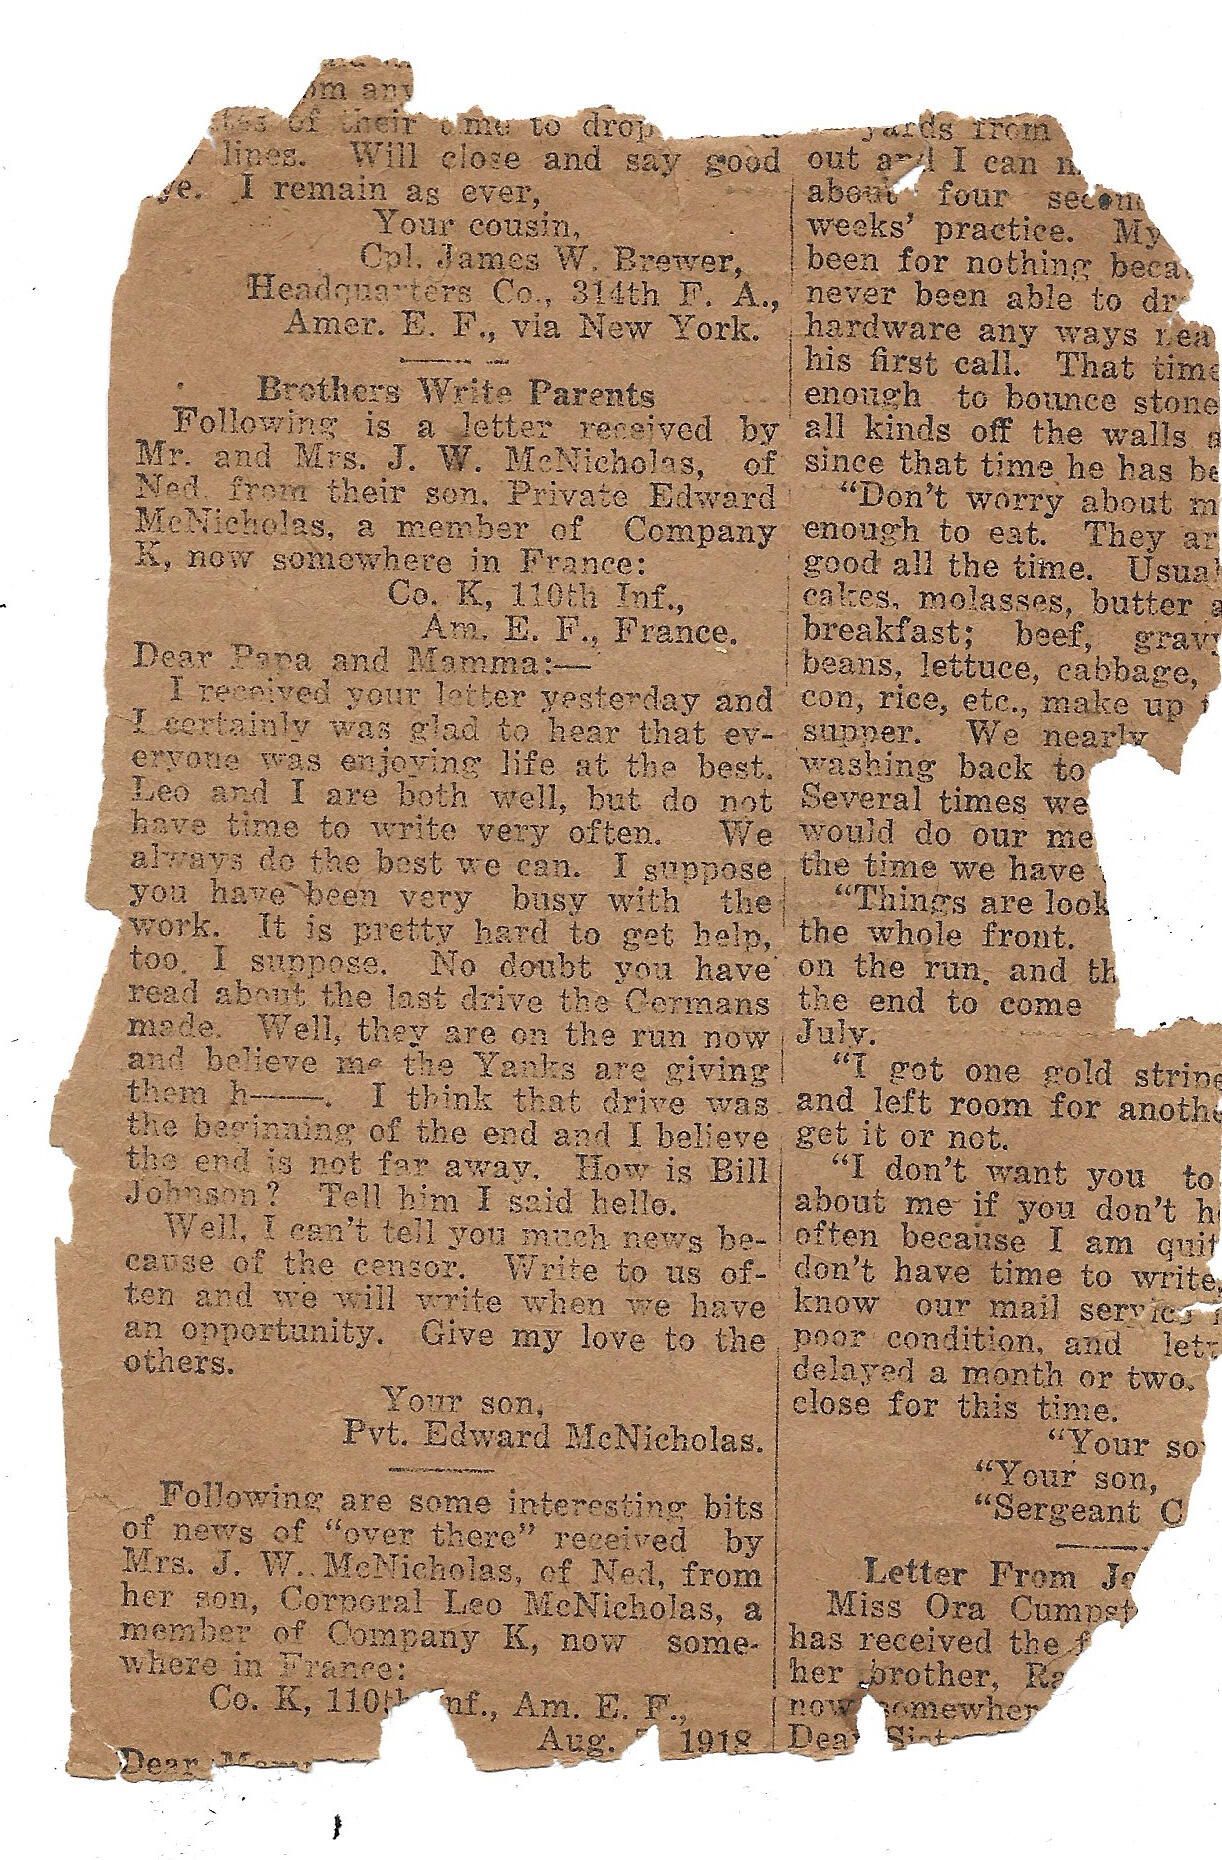 om any
of their time to drop
lines. Will close and say good
ye. I remain as ever,
Your cousin,
Cpl. James W. Brewer,
Headquarters Co., 314th F. A.,
Amer. E. F., via New York.
Brothers Write Parents
Following is a letter received by
Mr. and Mrs. J. W. McNicholas, of
Ned, from their son, Private Edward
McNicholas, a member of Company
K, now somewhere in France:
Co. K, 110th Inf.,
Am. E. F., France.
Dear Papa and Mamma:—
I received your letter yesterday and
I certainly was glad to hear that ev-
eryone was enjoying life at the best.
Leo and I are both well, but do not
have time to write very often. We
always do the best we can. I suppose
you have been very busy with the
work. It is pretty hard to get help,
too, I suppose. No doubt you have
read about the last drive the Germans
made. Well, they are on the run now
and believe me the Yanks are giving
them h——. I think that drive was
the beginning of the end and I believe
the end is not far away. How is Bill
Johnson? Tell him I said hello.
Well, I can't tell you much news be-
cause of the censor. Write to us of-
ten and we will write when we have
an opportunity. Give my love to the
others.
Your son,
Pvt. Edward McNicholas.
Following are some interesting bits
of news of "over there" received by
Mrs. J. W. McNicholas, of Ned, from
her son, Corporal Leo McNicholas, a
member of Company K, now some-
where in France:
Co. K, 110th Inf., Am. E. F.,
Aug. 1918
Dear
yards from
out and I can
about four
weeks' practice. My
been for nothing
never been able to
hardware any ways
his first call. That time
enough to bounce stone
all kinds off the walls
since that time he has
"Don't worry about
enough to eat. They
good all the time.
cakes, molasses, butter
breakfast; beef, gravy
beans, lettuce, cabbage,
con, rice, etc., make up
supper. We nearly
washing back to
Several times we
would do our me
the time we have
"Things are look
the whole front.
on the run, and
the end to come
July.
"I got one gold stripe
and left room for
get it or not.
"I don't want you to
about me if you don't
often because I am
don't have time to write,
know our mail service
poor condition, and
delayed a month or two.
close for this time.
"Your
"Your son,
"Sergeant C
Letter From
Miss Ora
has received the
her brother,
now
Dear